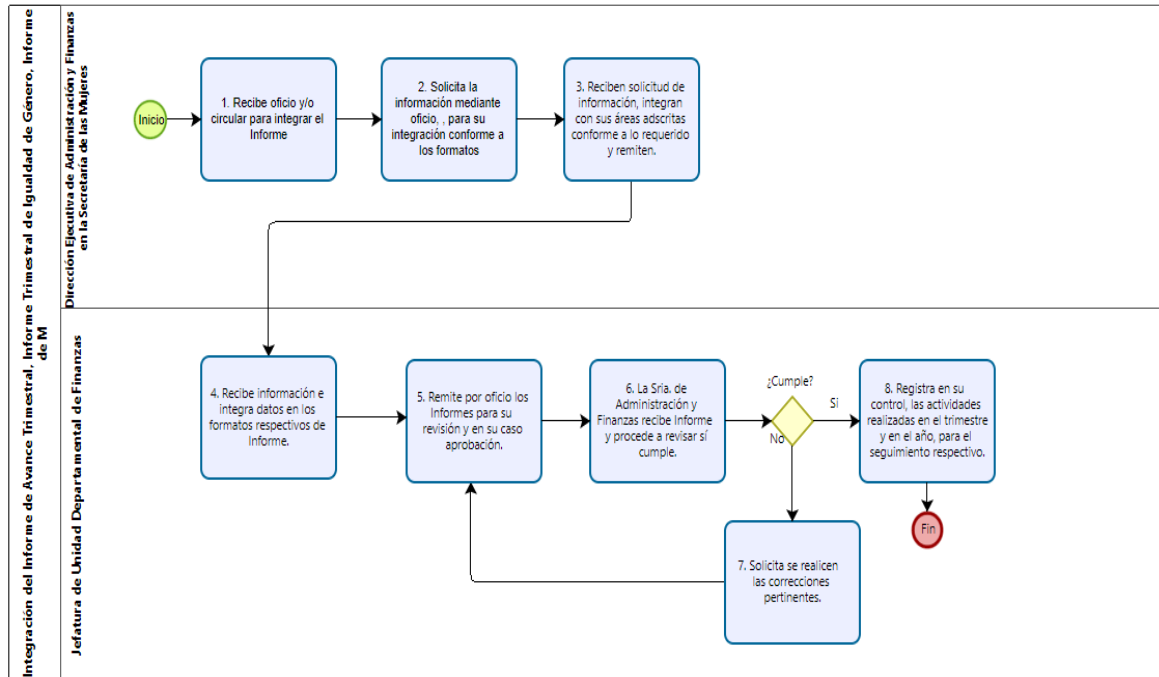 Integración del Informe de Avance Trimestral, Informe Trimestral de Igualdad de Género, Informe
de M
Dirección Ejecutiva de Administración y Finanzas
en la Secretaría de las Mujeres
Inicio
1. Recibe oficio y/o
circular para integrar el
Informe
2. Solicita la
información mediante
oficio, , para su
integración conforme a
los formatos
3. Reciben solicitud de
información, integran
con sus áreas adscritas
conforme a lo requerido
y remiten.
Jefatura de Unidad Departamental de Finanzas
4. Recibe información e
integra datos en los
formatos respectivos de
Informe.
5. Remite por oficio los
Informes para su
revisión y en su caso
aprobación.
6. La Sria. de
Administración y
Finanzas recibe Informe
y procede a revisar sí
cumple.
¿Cumple?
Si
No
8. Registra en su
control, las actividades
realizadas en el trimestre
y en el año, para el
seguimiento respectivo.
Fin
7. Solicita se realicen
las correcciones
pertinentes.